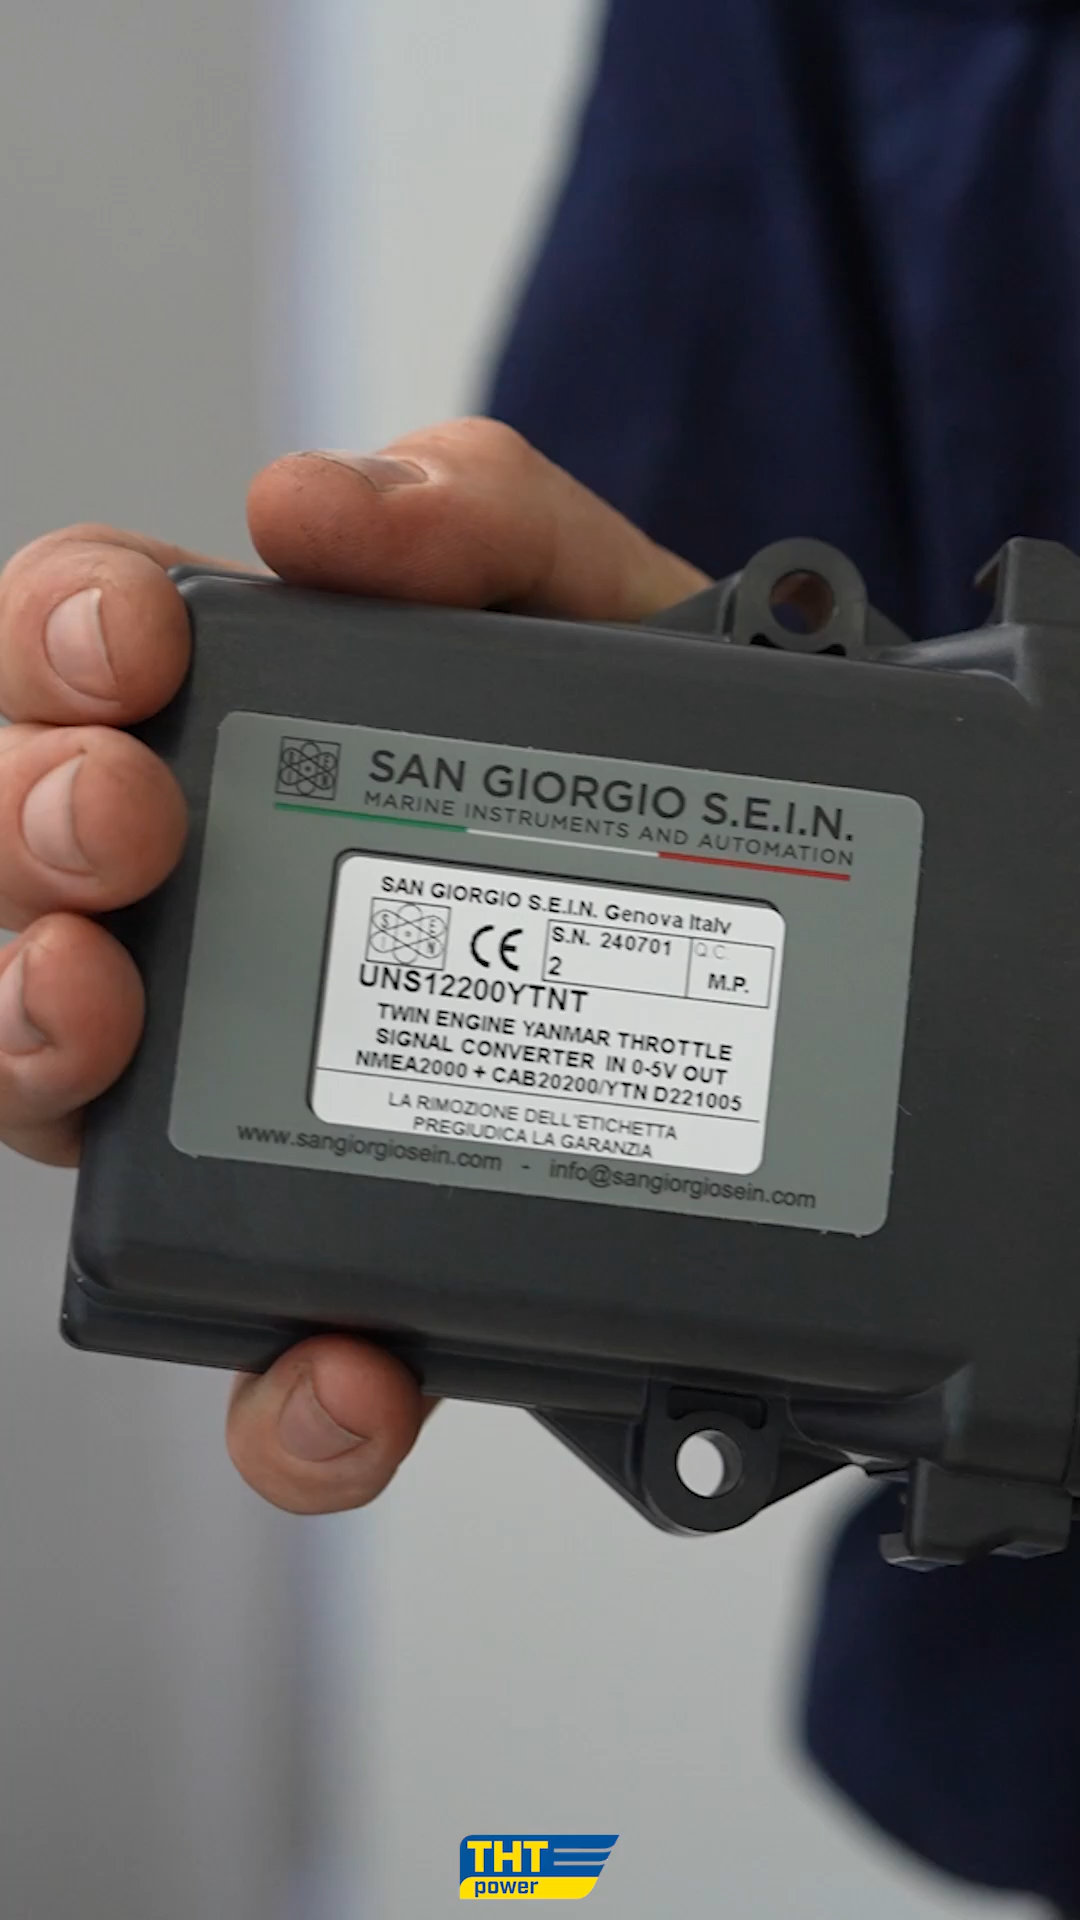 SAN GIORGIO S.E.I.N.
MARINE INSTRUMENTS AND AUTOMATION
SAN GIORGIO S.E.I.N. Genova Italy
S E I N
CE
S.N. 240701
2
Q.C.
M.P.
UNS12200YTNT
TWIN ENGINE YANMAR THROTTLE
SIGNAL CONVERTER IN 0-5V OUT
NMEA2000 + CAB20200/YTN D221005
LA RIMOZIONE DELL'ETICHETTA
PREGIUDICA LA GARANZIA
www.sangiorgiosein.com - info@sangiorgiosein.com
THT
power